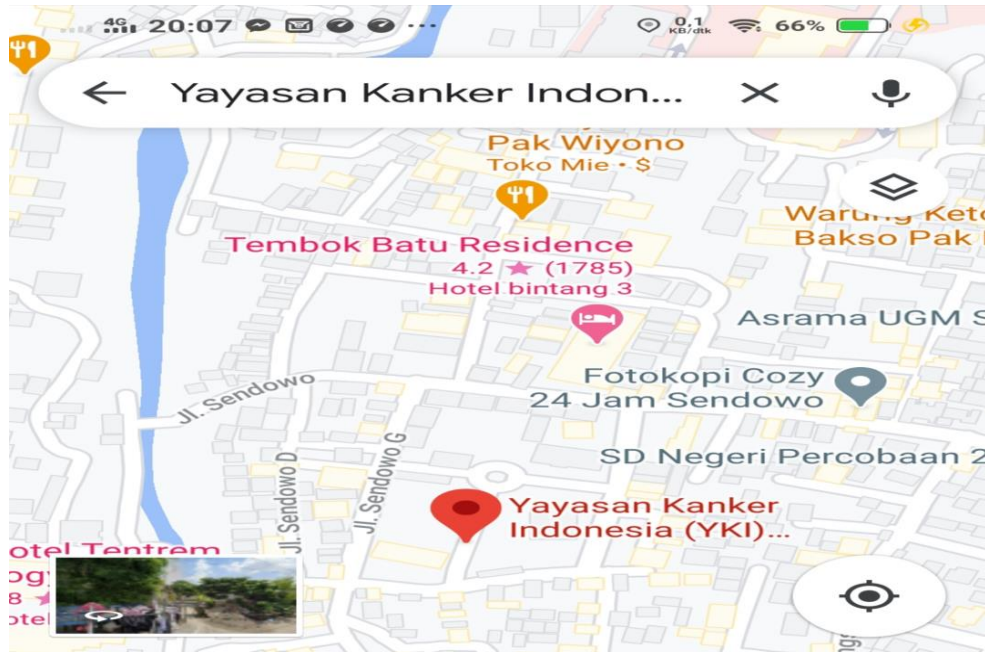 4G 20:07 ... 0,1 KB/dtk 66%
Yayasan Kanker Indon...
Pak Wiyono
Toko Mie • $
Warung Kete
Bakso Pak
Tembok Batu Residence
4.2 ★ (1785)
Hotel bintang 3
Asrama UGM S
Fotokopi Cozy
24 Jam Sendowo
Jl. Sendowo
SD Negeri Percobaan 2
Jl. Sendowo D
Jl. Sendowo G
Yayasan Kanker
Indonesia (YKI)...
otel Tentrem
ogy
8 ★
otel